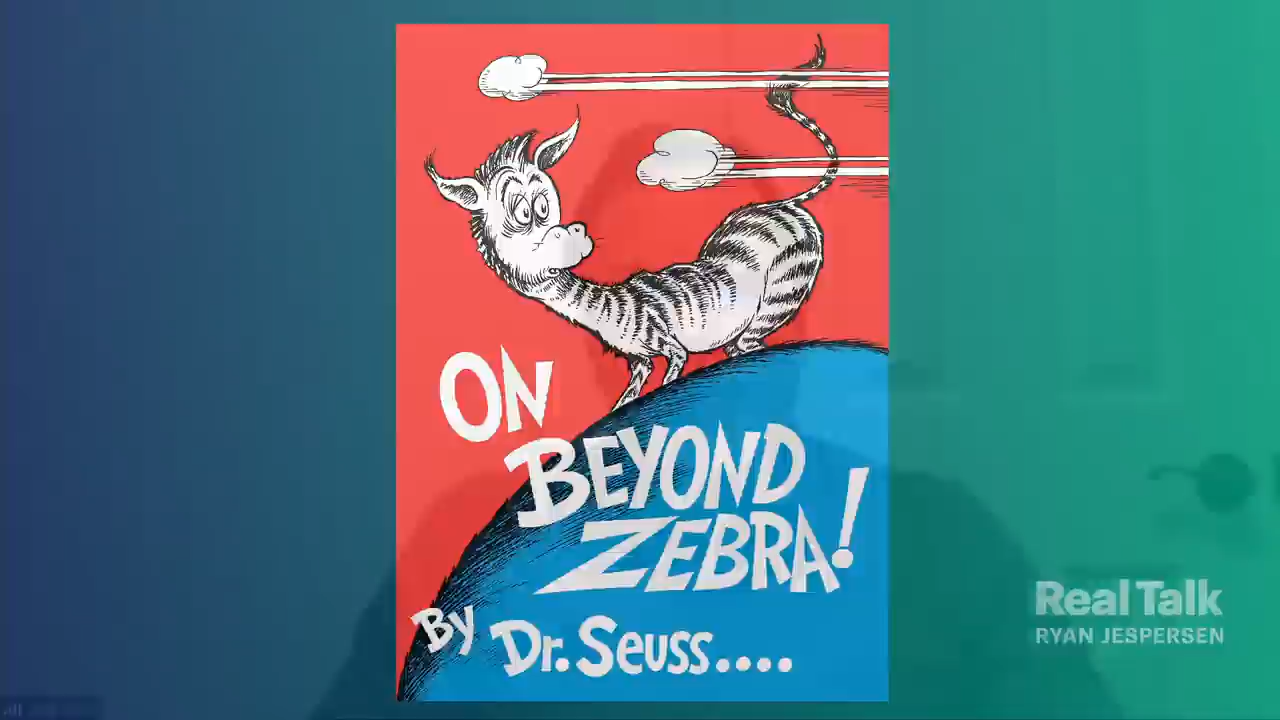 ON
BEYOND
ZEBRA!
By Dr. Seuss....
Real Talk
RYAN JESPERSEN